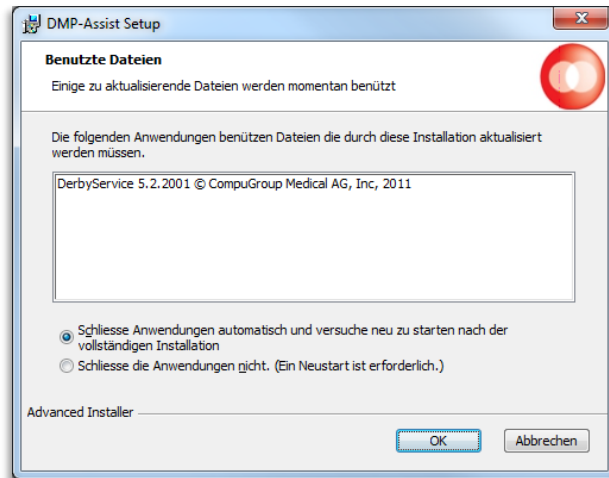 DMP-Assist Setup
Benutzte Dateien
Einige zu aktualisierende Dateien werden momentan benützt
Die folgenden Anwendungen benützen Dateien die durch diese Installation aktualisiert
werden müssen.
DerbyService 5.2.2001 © CompuGroup Medical AG, Inc, 2011
Schliesse Anwendungen automatisch und versuche neu zu starten nach der
vollständigen Installation
Schliesse die Anwendungen nicht. (Ein Neustart ist erforderlich.)
Advanced Installer
OK
Abbrechen